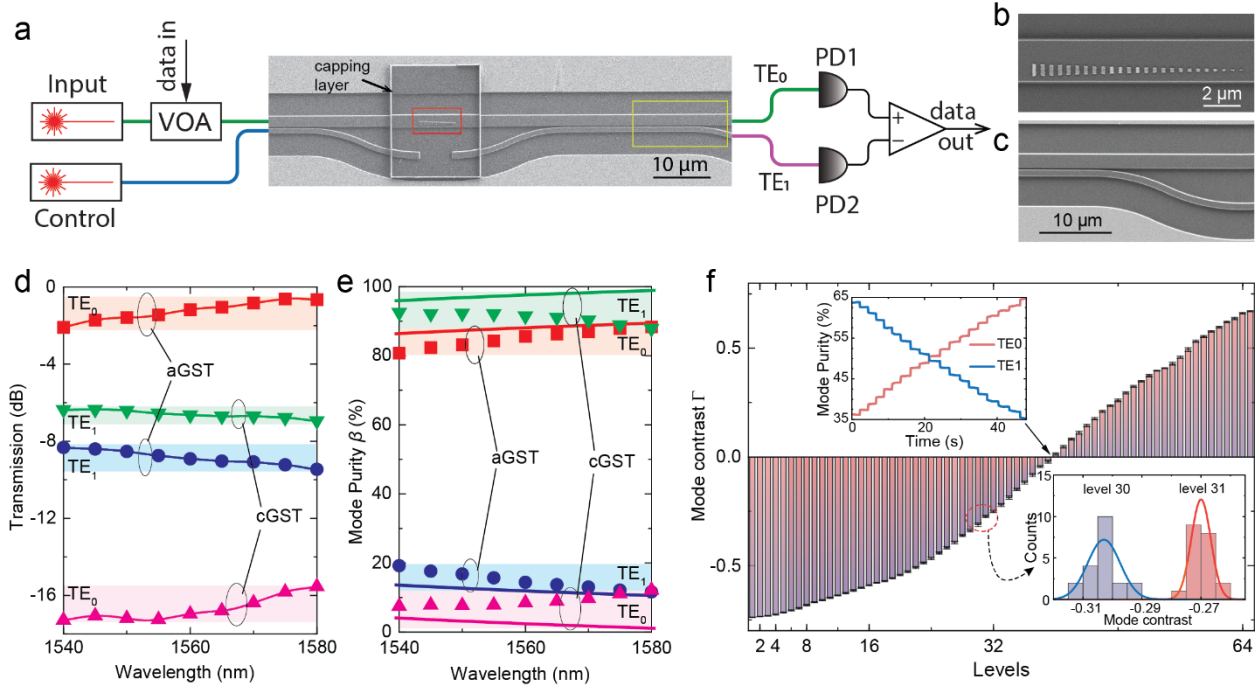 a
Input
data in
VOA
Control
capping
layer
10 μm
TE0
TE1
PD1
PD2
+
−
data
out
b
2 μm
c
10 μm
d
0
-4
-8
-12
-16
Transmission (dB)
TE0
aGST
TE1
TE1
cGST
TE0
1540
1560
1580
Wavelength (nm)
e
100
80
60
40
20
0
Mode Purity β (%)
TE1
TE0
aGST
cGST
TE1
TE0
1540
1560
1580
Wavelength (nm)
f
0.5
0.0
-0.5
Mode contrast Γ
65
55
45
35
Mode Purity (%)
TE0
TE1
0
20
40
Time (s)
level 30
level 31
15
10
5
0
Counts
-0.31
-0.29
-0.27
Mode contrast
2 4 8 16 32 64
Levels